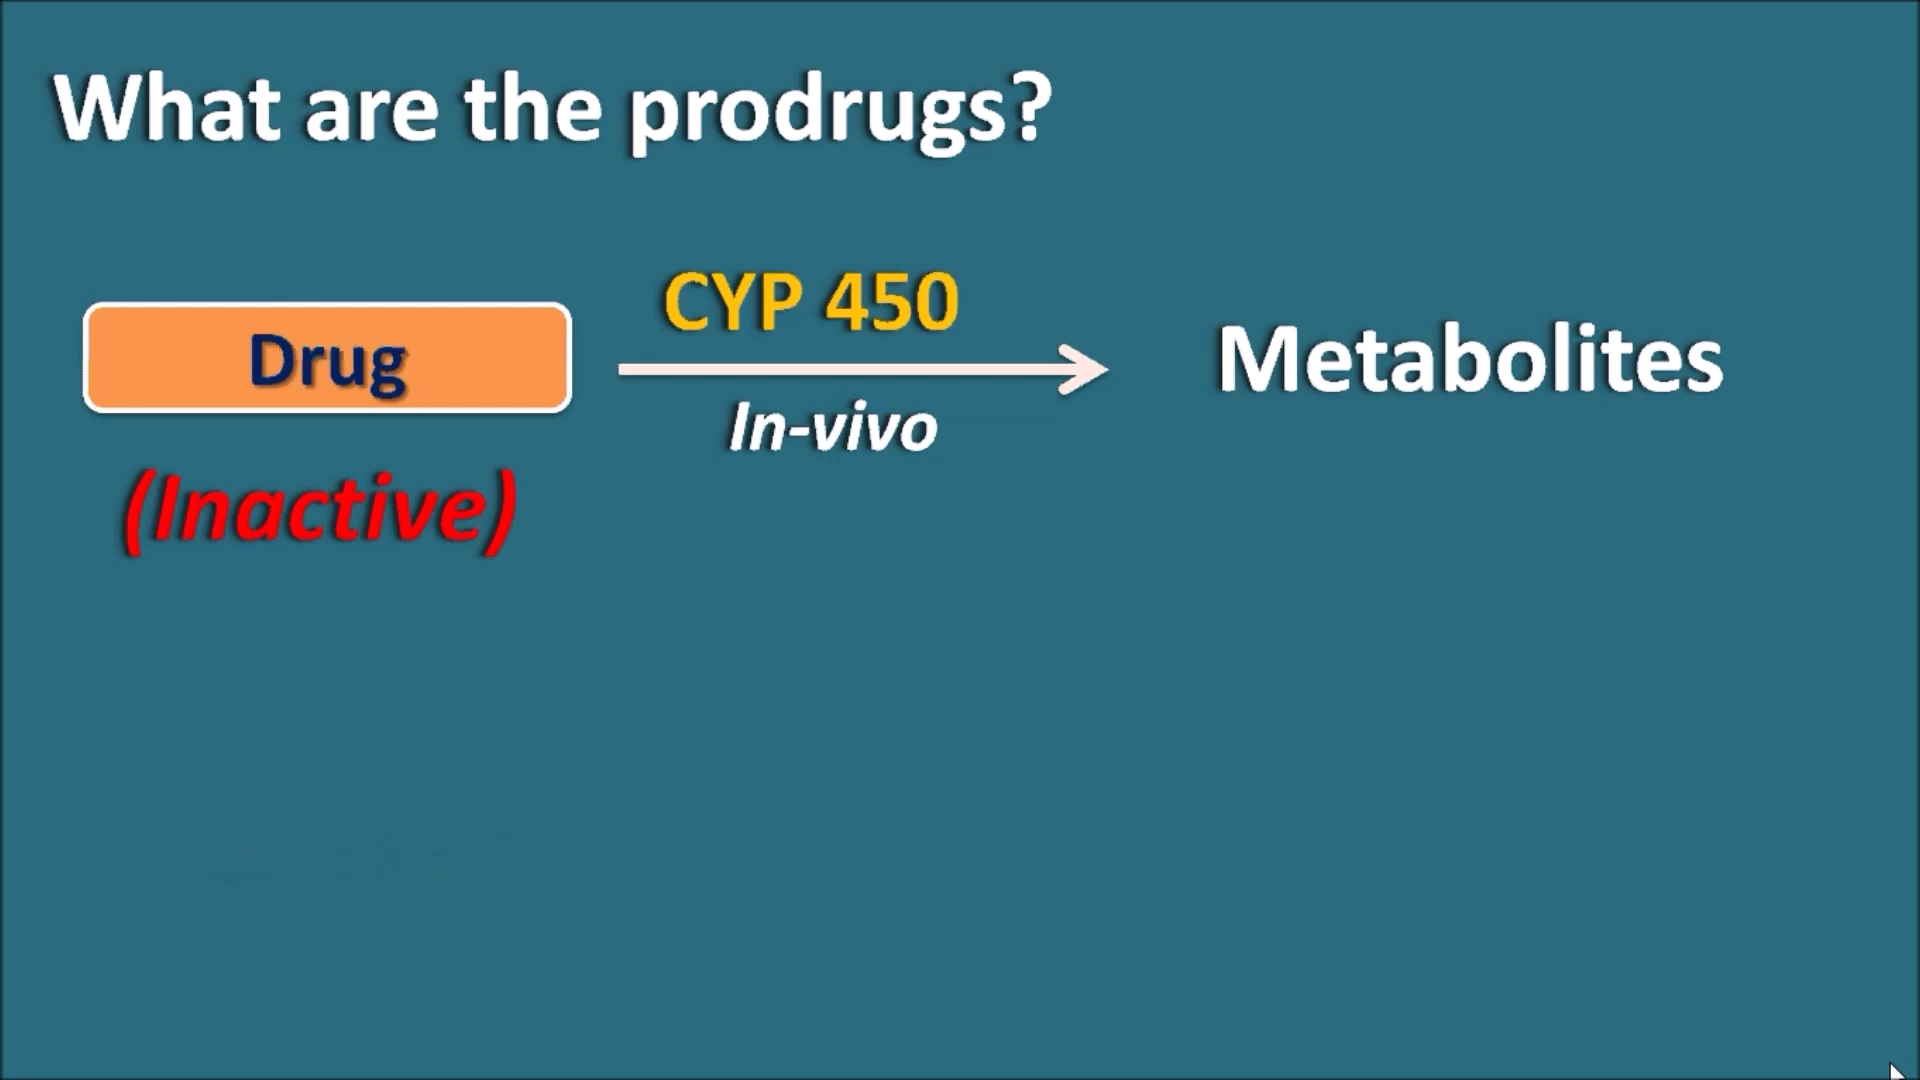 What are the prodrugs?
CYP 450
Drug
Metabolites
In-vivo
(Inactive)